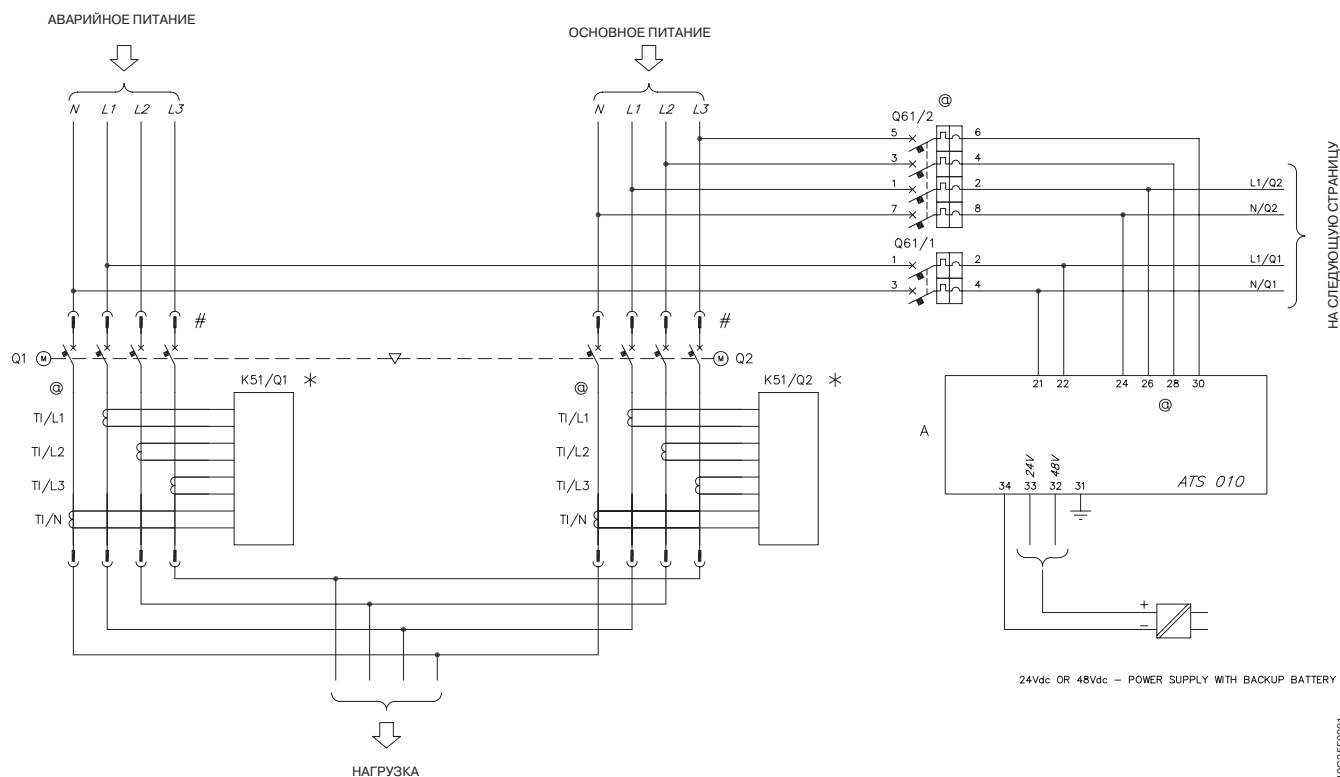 АВАРИЙНОЕ ПИТАНИЕ
ОСНОВНОЕ ПИТАНИЕ
N L1 L2 L3
N L1 L2 L3
@
Q61/2
5 6
3 4
1 2 L1/Q2
7 8 N/Q2
Q61/1
1 2 L1/Q1
3 4 N/Q1
НА СЛЕДУЮЩУЮ СТРАНИЦУ
# #
Q1 M M Q2
@ K51/Q1 * @ K51/Q2 *
TI/L1 TI/L1
TI/L2 TI/L2
TI/L3 TI/L3
TI/N TI/N
21 22 24 26 28 30
@
A
24V 48V
34 33 32 31 ATS 010
+
−
24Vdc OR 48Vdc – POWER SUPPLY WITH BACKUP BATTERY
НАГРУЗКА